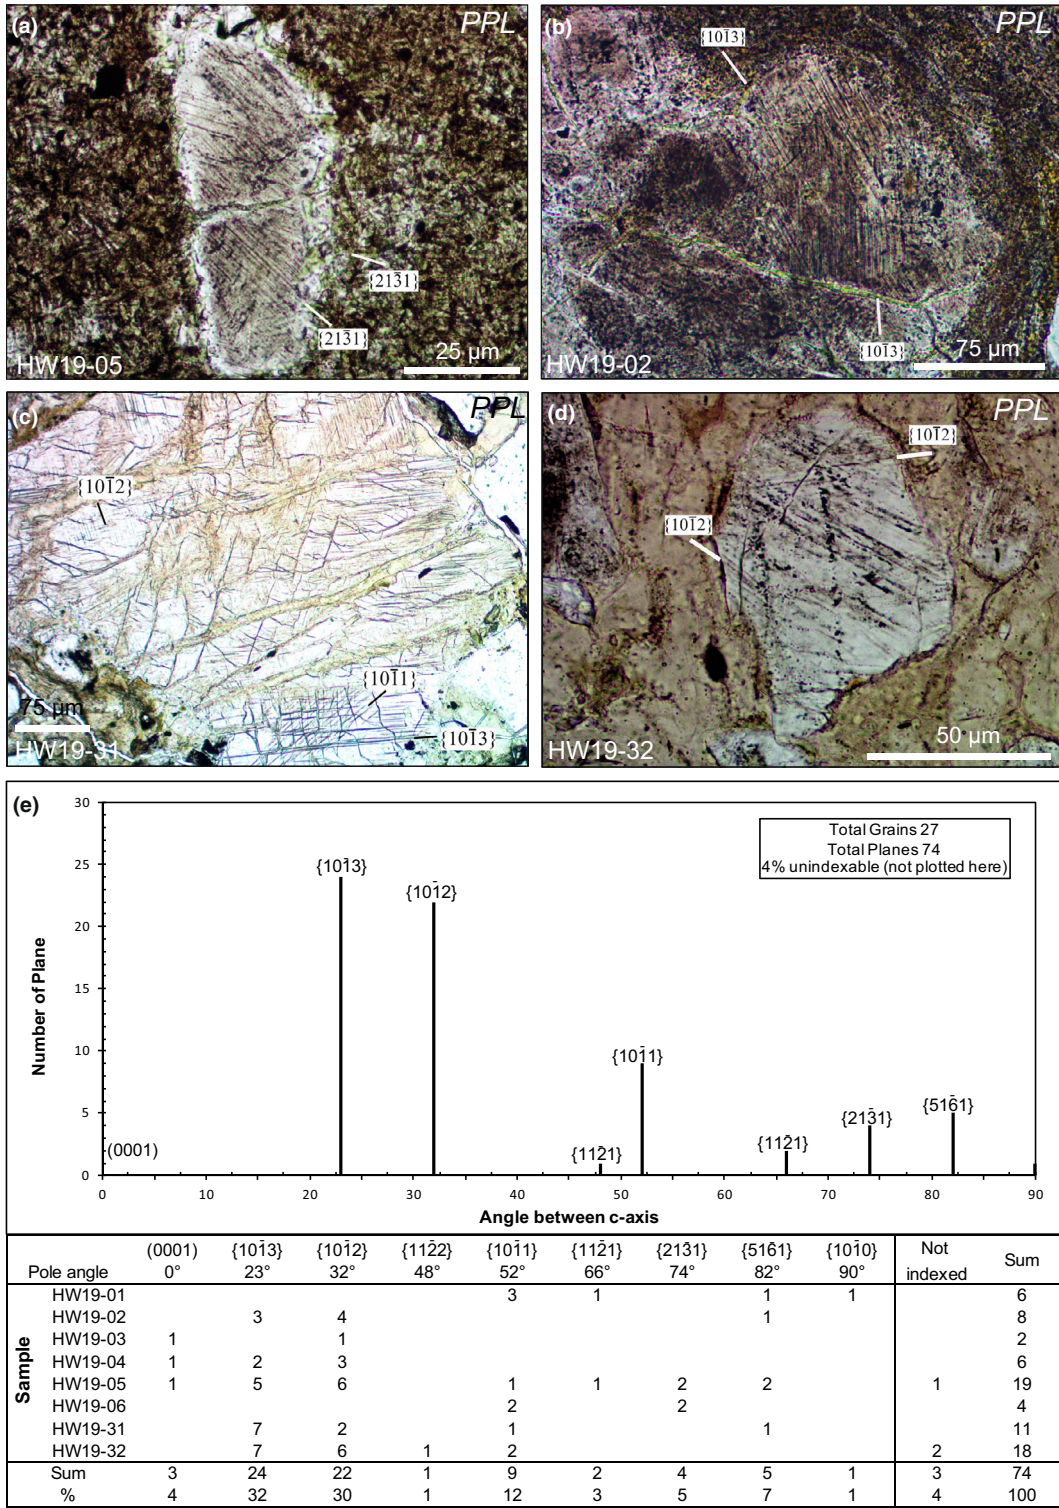 (a)
PPL
{213̄1}
{213̄1}
HW19-05
25 µm
(b)
PPL
{101̄3}
{101̄3}
HW19-02
75 µm
(c)
PPL
{101̄2}
{101̄1}
{101̄3}
75 µm
HW19-31
(d)
PPL
{101̄2}
{101̄2}
HW19-32
50 µm
(e)
Total Grains 27
Total Planes 74
4% unindexable (not plotted here)
Number of Plane
30
25
20
15
10
5
0
(0001)
{101̄3}
{101̄2}
{112̄1}
{101̄1}
{112̄1}
{213̄1}
{516̄1}
0 10 20 30 40 50 60 70 80 90
Angle between c-axis
(0001) {101̄3} {101̄2} {112̄2} {101̄1} {112̄1} {213̄1} {516̄1} {101̄0} Not indexed Sum
Pole angle 0° 23° 32° 48° 52° 66° 74° 82° 90°
Sample
HW19-01 3 1 1 1 6
HW19-02 3 4 1 8
HW19-03 1 1 2
HW19-04 1 2 3 6
HW19-05 1 5 6 1 1 2 2 1 19
HW19-06 2 2 4
HW19-31 7 2 1 1 11
HW19-32 7 6 1 2 2 18
Sum 3 24 22 1 9 2 4 5 1 3 74
% 4 32 30 1 12 3 5 7 1 4 100